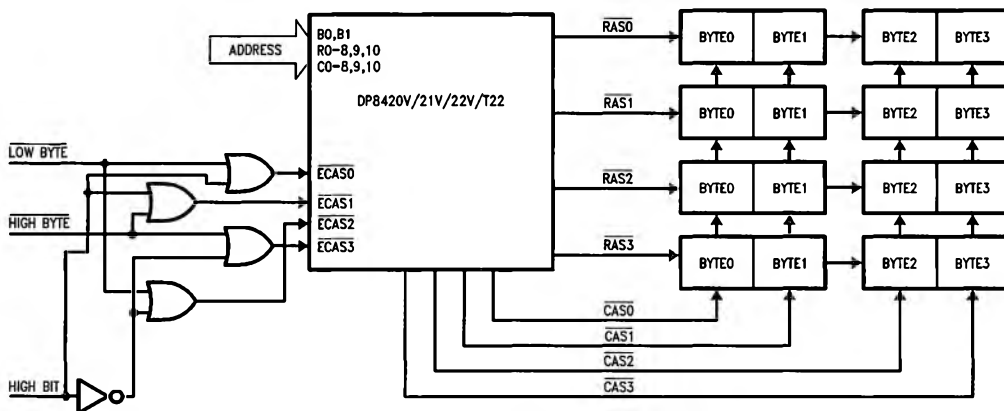 ADDRESS
B0,B1
R0-8,9,10
C0-8,9,10
DP8420V/21V/22V/T22
RAS0
RAS1
RAS2
RAS3
BYTE0 BYTE1 BYTE2 BYTE3
BYTE0 BYTE1 BYTE2 BYTE3
BYTE0 BYTE1 BYTE2 BYTE3
BYTE0 BYTE1 BYTE2 BYTE3
LOW BYTE
HIGH BYTE
HIGH BIT
ECAS0
ECAS1
ECAS2
ECAS3
CAS0
CAS1
CAS2
CAS3